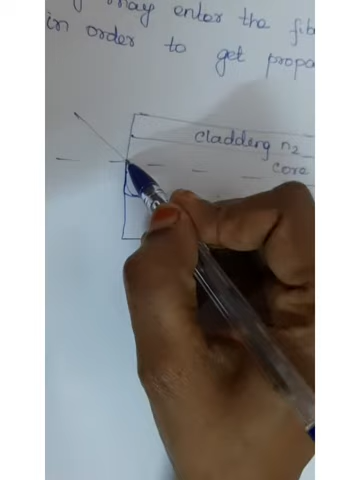 may enter the
in order to get
cladding n2
core